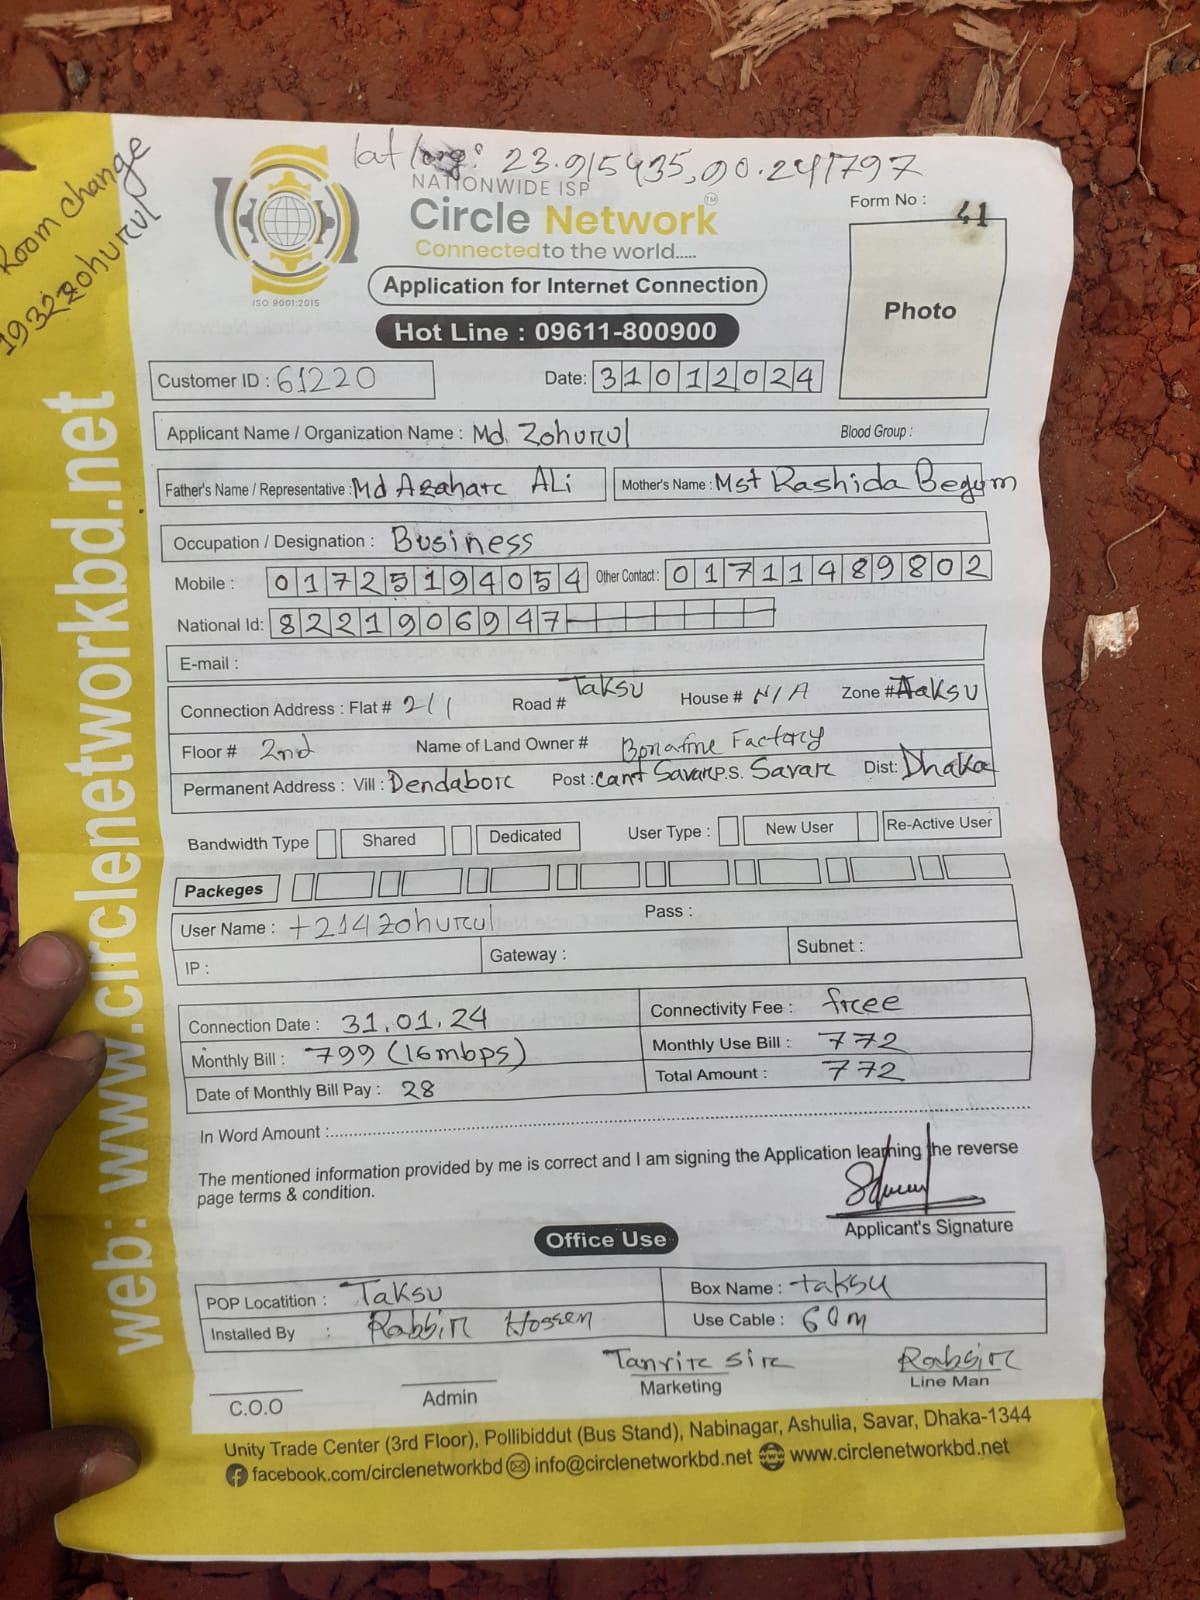 Room change
1932zohurul
lat long: 23.915435,90.241797
NATIONWIDE ISP
Circle Network TM
Connected to the world.....
ISO 9001:2015
Form No : 41
Photo
Application for Internet Connection
Hot Line : 09611-800900
Customer ID : 61220 Date: 31012024
Applicant Name / Organization Name : Md. Zohurul Blood Group :
Father's Name / Representative : Md Azahar Ali Mother's Name : Mst Rashida Begum
Occupation / Designation : Business
Mobile : 01725194054 Other Contact : 01711489802
National Id: 8221906947
E-mail :
Connection Address : Flat # 2/1 Road # Taksu House # N/A Zone # Taksu
Floor # 2nd Name of Land Owner # Bonafine Factory
Permanent Address : Vill : Dendabor Post : cant Savar P.S. Savar Dist: Dhaka
Bandwidth Type Shared Dedicated User Type : New User Re-Active User
Packeges
User Name : +214zohurul Pass :
IP : Gateway : Subnet :
Connection Date : 31.01.24 Connectivity Fee : free
Monthly Bill : 799 (16mbps) Monthly Use Bill : 772
Date of Monthly Bill Pay : 28 Total Amount : 772
In Word Amount :
The mentioned information provided by me is correct and I am signing the Application learning the reverse
page terms & condition.
Applicant's Signature
Office Use
POP Locatition : Taksu Box Name : taksu
Installed By : Rabbir Hossen Use Cable : 60m
Tanvir sir Rabbir
C.O.O Admin Marketing Line Man
Unity Trade Center (3rd Floor), Pollibiddut (Bus Stand), Nabinagar, Ashulia, Savar, Dhaka-1344
facebook.com/circlenetworkbd info@circlenetworkbd.net www www.circlenetworkbd.net
web: www.circlenetworkbd.net